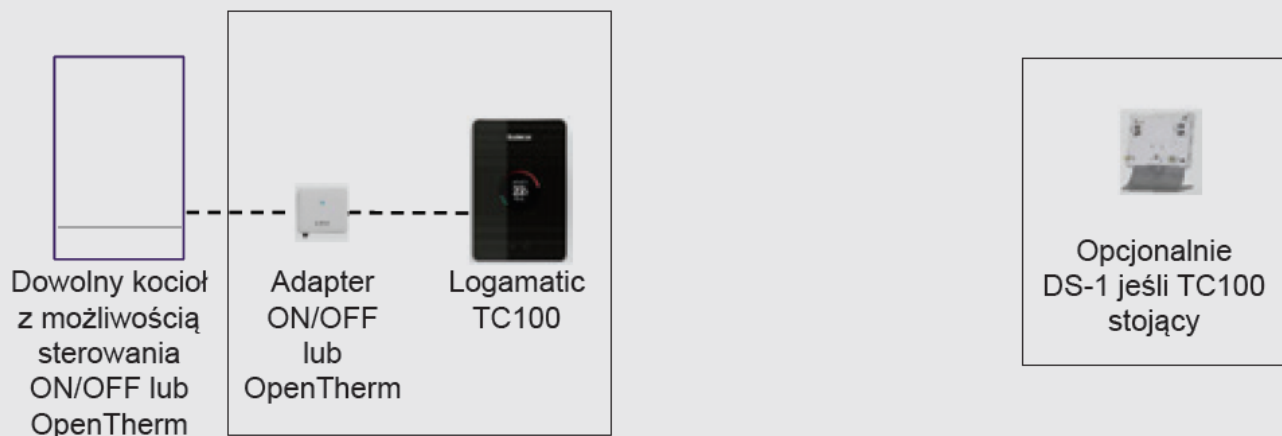 Dowolny kocioł
z możliwością
sterowania
ON/OFF lub
OpenTherm
Adapter
ON/OFF
lub
OpenTherm
Logamatic
TC100
Opcjonalnie
DS-1 jeśli TC100
stojący